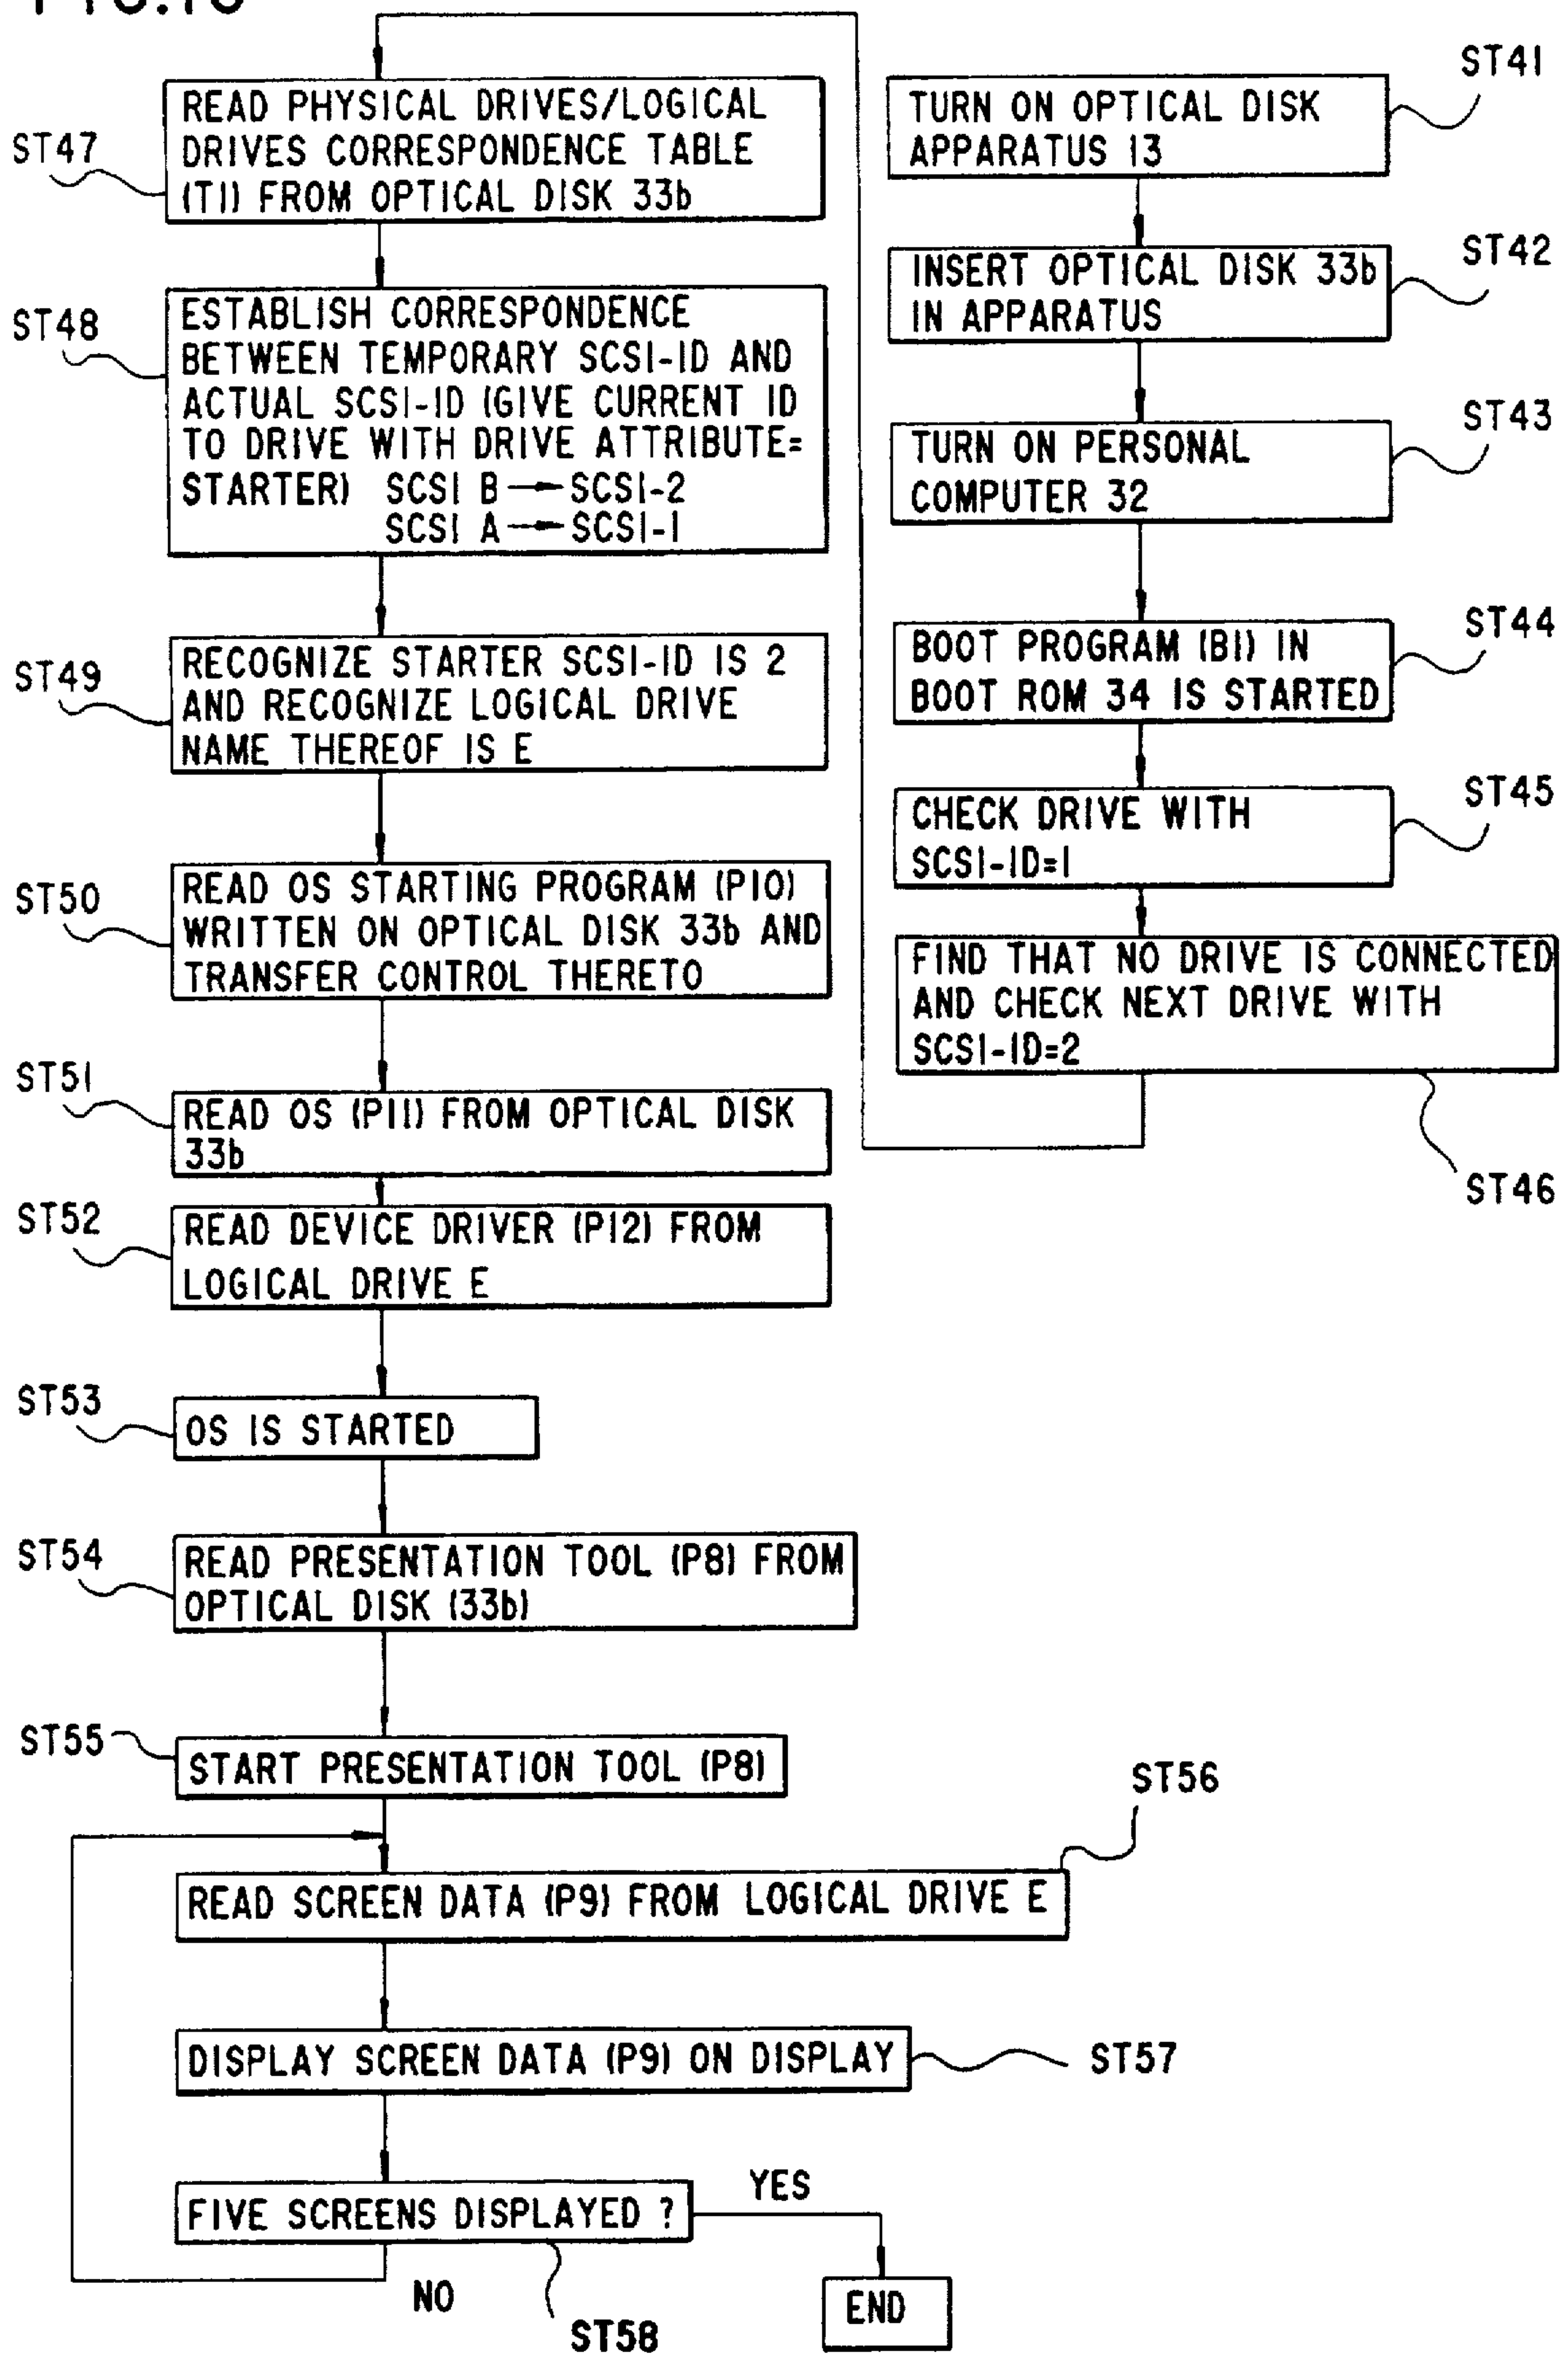 ST41
TURN ON OPTICAL DISK
APPARATUS 13
ST42
INSERT OPTICAL DISK 33b
IN APPARATUS
ST43
TURN ON PERSONAL
COMPUTER 32
ST44
BOOT PROGRAM (B1) IN
BOOT ROM 34 IS STARTED
ST45
CHECK DRIVE WITH
SCSI-ID=1
FIND THAT NO DRIVE IS CONNECTED
AND CHECK NEXT DRIVE WITH
SCSI-ID=2
ST46
ST47
READ PHYSICAL DRIVES/LOGICAL
DRIVES CORRESPONDENCE TABLE
(T1) FROM OPTICAL DISK 33b
ST48
ESTABLISH CORRESPONDENCE
BETWEEN TEMPORARY SCSI-ID AND
ACTUAL SCSI-ID (GIVE CURRENT ID
TO DRIVE WITH DRIVE ATTRIBUTE=
STARTER) SCSI B → SCSI-2
SCSI A → SCSI-1
ST49
RECOGNIZE STARTER SCSI-ID IS 2
AND RECOGNIZE LOGICAL DRIVE
NAME THEREOF IS E
ST50
READ OS STARTING PROGRAM (P10)
WRITTEN ON OPTICAL DISK 33b AND
TRANSFER CONTROL THERETO
ST51
READ OS (P11) FROM OPTICAL DISK
33b
ST52
READ DEVICE DRIVER (P12) FROM
LOGICAL DRIVE E
ST53
OS IS STARTED
ST54
READ PRESENTATION TOOL (P8) FROM
OPTICAL DISK (33b)
ST55
START PRESENTATION TOOL (P8)
ST56
READ SCREEN DATA (P9) FROM LOGICAL DRIVE E
DISPLAY SCREEN DATA (P9) ON DISPLAY
ST57
FIVE SCREENS DISPLAYED ?
YES
NO
ST58
END